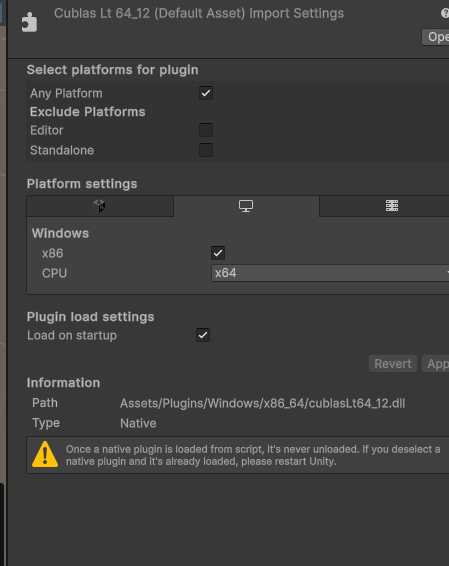 Cublas Lt 64_12 (Default Asset) Import Settings
Ope
Select platforms for plugin
Any Platform
Exclude Platforms
Editor
Standalone
Platform settings
Windows
x86
CPU x64
Plugin load settings
Load on startup
Revert App
Information
Path Assets/Plugins/Windows/x86_64/cublasLt64_12.dll
Type Native
Once a native plugin is loaded from script, it's never unloaded. If you deselect a
native plugin and it's already loaded, please restart Unity.